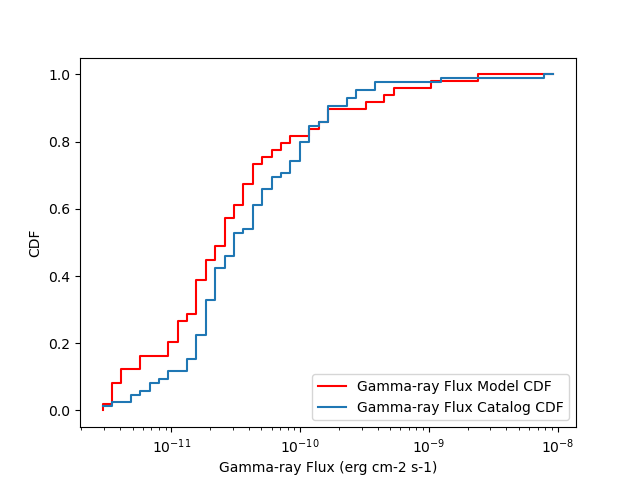 1.0
0.8
0.6
0.4
0.2
0.0
CDF
10⁻¹¹
10⁻¹⁰
10⁻⁹
10⁻⁸
Gamma-ray Flux (erg cm-2 s-1)
Gamma-ray Flux Model CDF
Gamma-ray Flux Catalog CDF